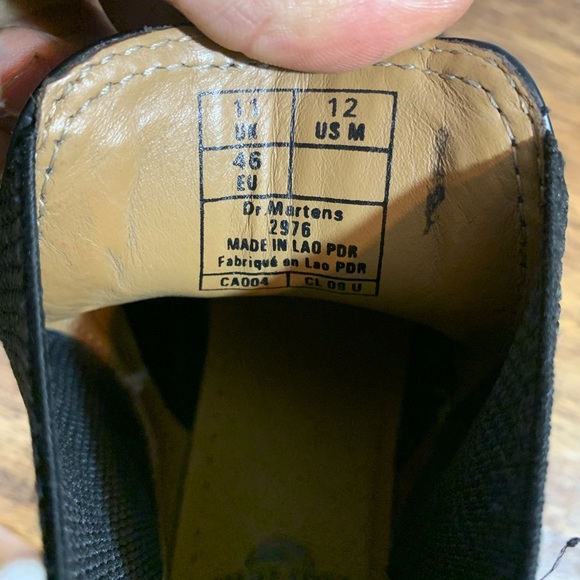 11 12
UK US M
46
EU
Dr. Martens
2976
MADE IN LAO PDR
Fabriqué en Lao PDR
CA004 CL 09 U